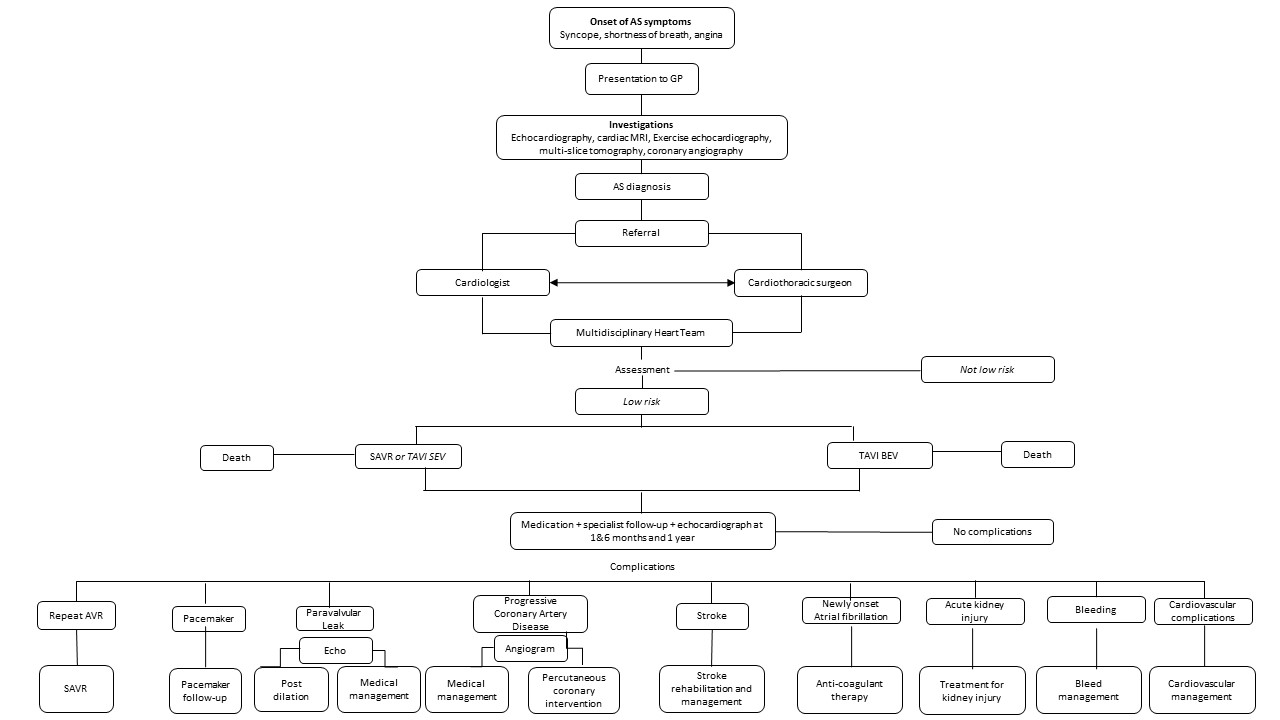 Onset of AS symptoms
Syncope, shortness of breath, angina
Presentation to GP
Investigations
Echocardiography, cardiac MRI, Exercise echocardiography,
multi-slice tomography, coronary angiography
AS diagnosis
Referral
Cardiologist
Cardiothoracic surgeon
Multidisciplinary Heart Team
Assessment
Not low risk
Low risk
Death
SAVR or TAVI SEV
TAVI BEV
Death
Medication + specialist follow-up + echocardiograph at
1&6 months and 1 year
No complications
Complications
Repeat AVR
Pacemaker
Paravalvular
Leak
Progressive
Coronary Artery
Disease
Stroke
Newly onset
Atrial fibrillation
Acute kidney
injury
Bleeding
Cardiovascular
complications
Echo
Angiogram
SAVR
Pacemaker
follow-up
Post
dilation
Medical
management
Medical
management
Percutaneous
coronary
intervention
Stroke
rehabilitation and
management
Anti-coagulant
therapy
Treatment for
kidney injury
Bleed
management
Cardiovascular
management